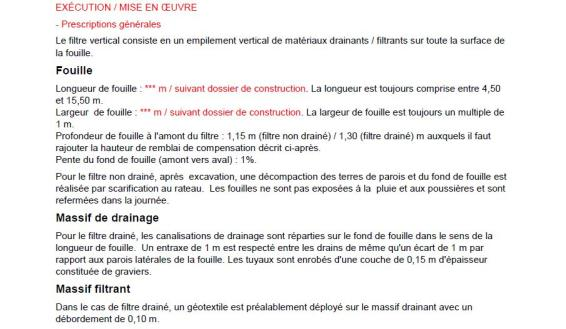 EXÉCUTION / MISE EN ŒUVRE
- Prescriptions générales
Le filtre vertical consiste en un empilement vertical de matériaux drainants / filtrants sur toute la surface de
la fouille.
Fouille
Longueur de fouille : *** m / suivant dossier de construction. La longueur est toujours comprise entre 4,50
et 15,50 m.
Largeur de fouille : *** m / suivant dossier de construction. La largeur de fouille est toujours un multiple de
1 m.
Profondeur de fouille à l'amont du filtre : 1,15 m (filtre non drainé) / 1,30 (filtre drainé) m auxquels il faut
rajouter la hauteur de remblai de compensation décrit ci-après.
Pente du fond de fouille (amont vers aval) : 1%.
Pour le filtre non drainé, après excavation, une décompaction des terres de parois et du fond de fouille est
réalisée par scarification au rateau. Les fouilles ne sont pas exposées à la pluie et aux poussières et sont
refermées dans la journée.
Massif de drainage
Pour le filtre drainé, les canalisations de drainage sont réparties sur le fond de fouille dans le sens de la
longueur de fouille. Un entraxe de 1 m est respecté entre les drains de même qu'un écart de 1 m par
rapport aux parois latérales de la fouille. Les tuyaux sont enrobés d'une couche de 0,15 m d'épaisseur
constituée de graviers.
Massif filtrant
Dans le cas de filtre drainé, un géotextile est préalablement déployé sur le massif drainant avec un
débordement de 0,10 m.